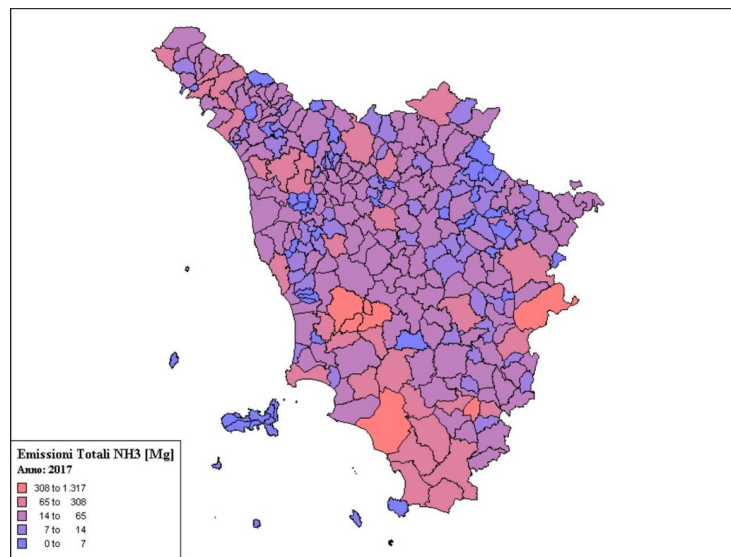 Emissioni Totali NH3 [Mg]
Anno: 2017
308 to 1.317
65 to 308
14 to 65
7 to 14
0 to 7